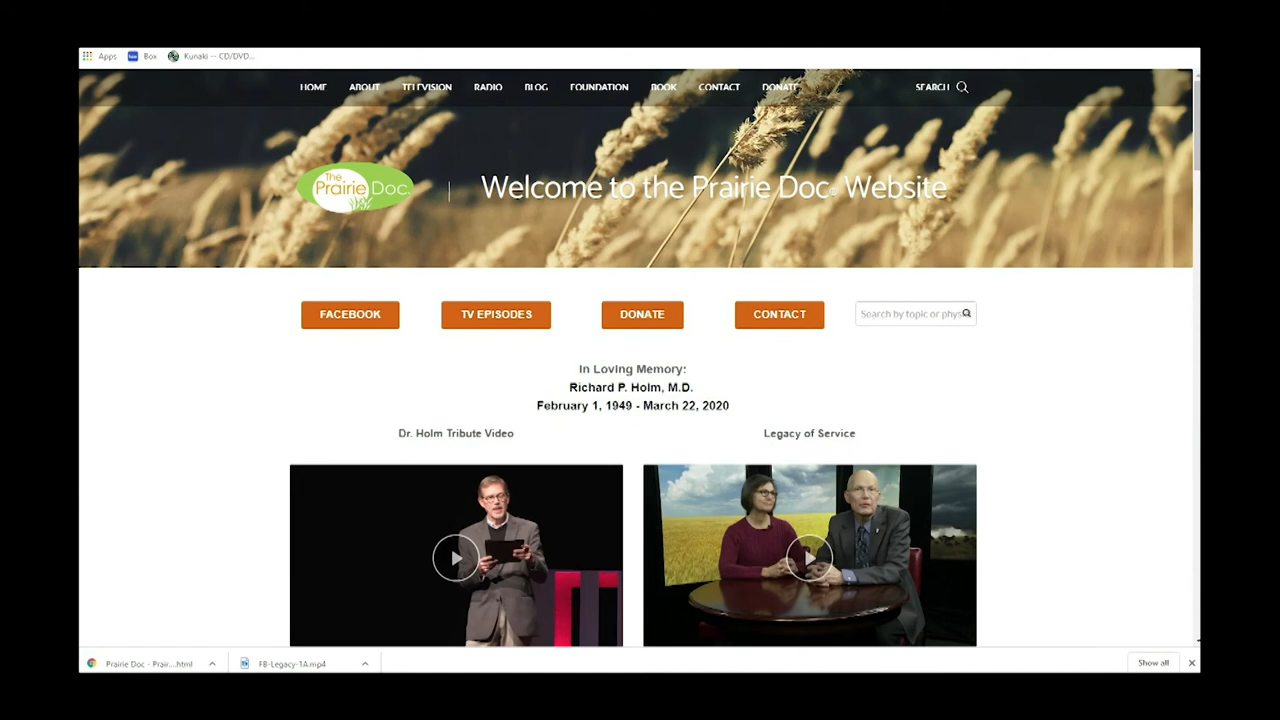 Apps Box Kunaki -- CD/DVD...
HOME ABOUT TELEVISION RADIO BLOG FOUNDATION BOOK CONTACT DONATE SEARCH
The
Prairie Doc.
Welcome to the Prairie Doc® Website
FACEBOOK TV EPISODES DONATE CONTACT Search by topic or phys
In Loving Memory:
Richard P. Holm, M.D.
February 1, 1949 - March 22, 2020
Dr. Holm Tribute Video Legacy of Service
Prairie Doc - Prair....html FB-Legacy-1A.mp4 Show all